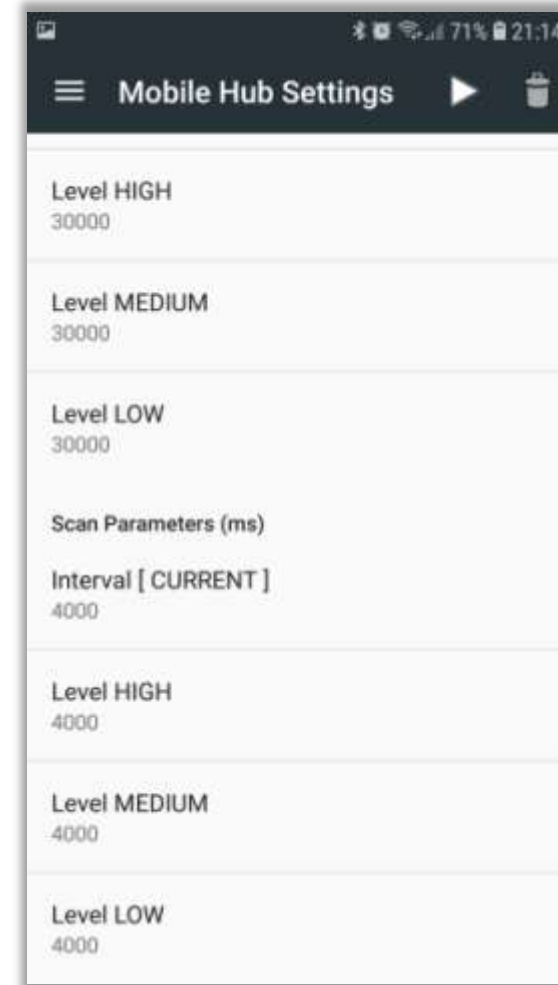 71% 21:14
Mobile Hub Settings
Level HIGH
30000
Level MEDIUM
30000
Level LOW
30000
Scan Parameters (ms)
Interval [ CURRENT ]
4000
Level HIGH
4000
Level MEDIUM
4000
Level LOW
4000